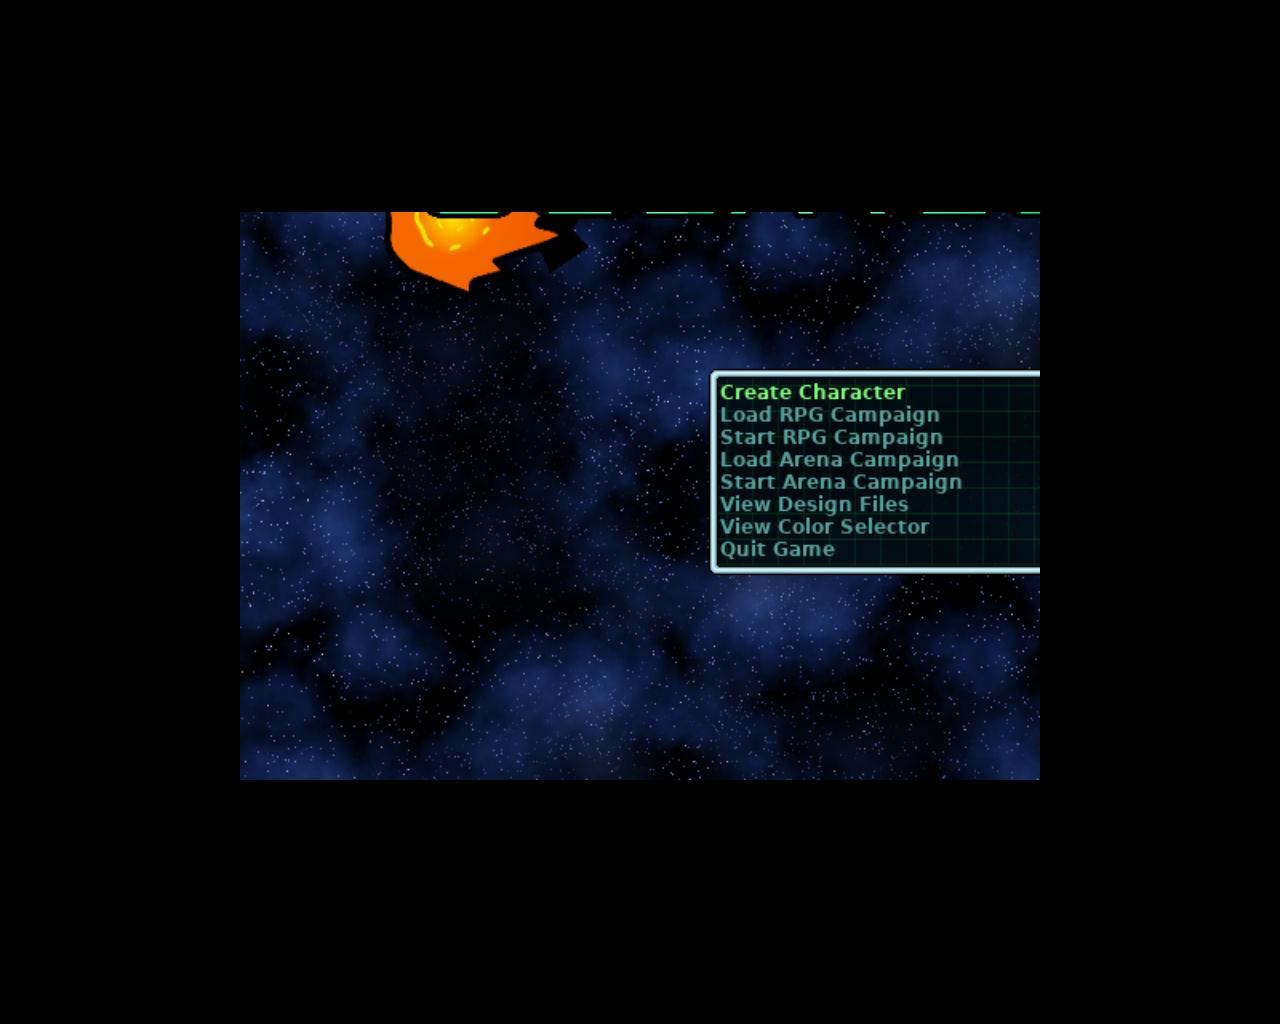 Create Character
Load RPG Campaign
Start RPG Campaign
Load Arena Campaign
Start Arena Campaign
View Design Files
View Color Selector
Quit Game